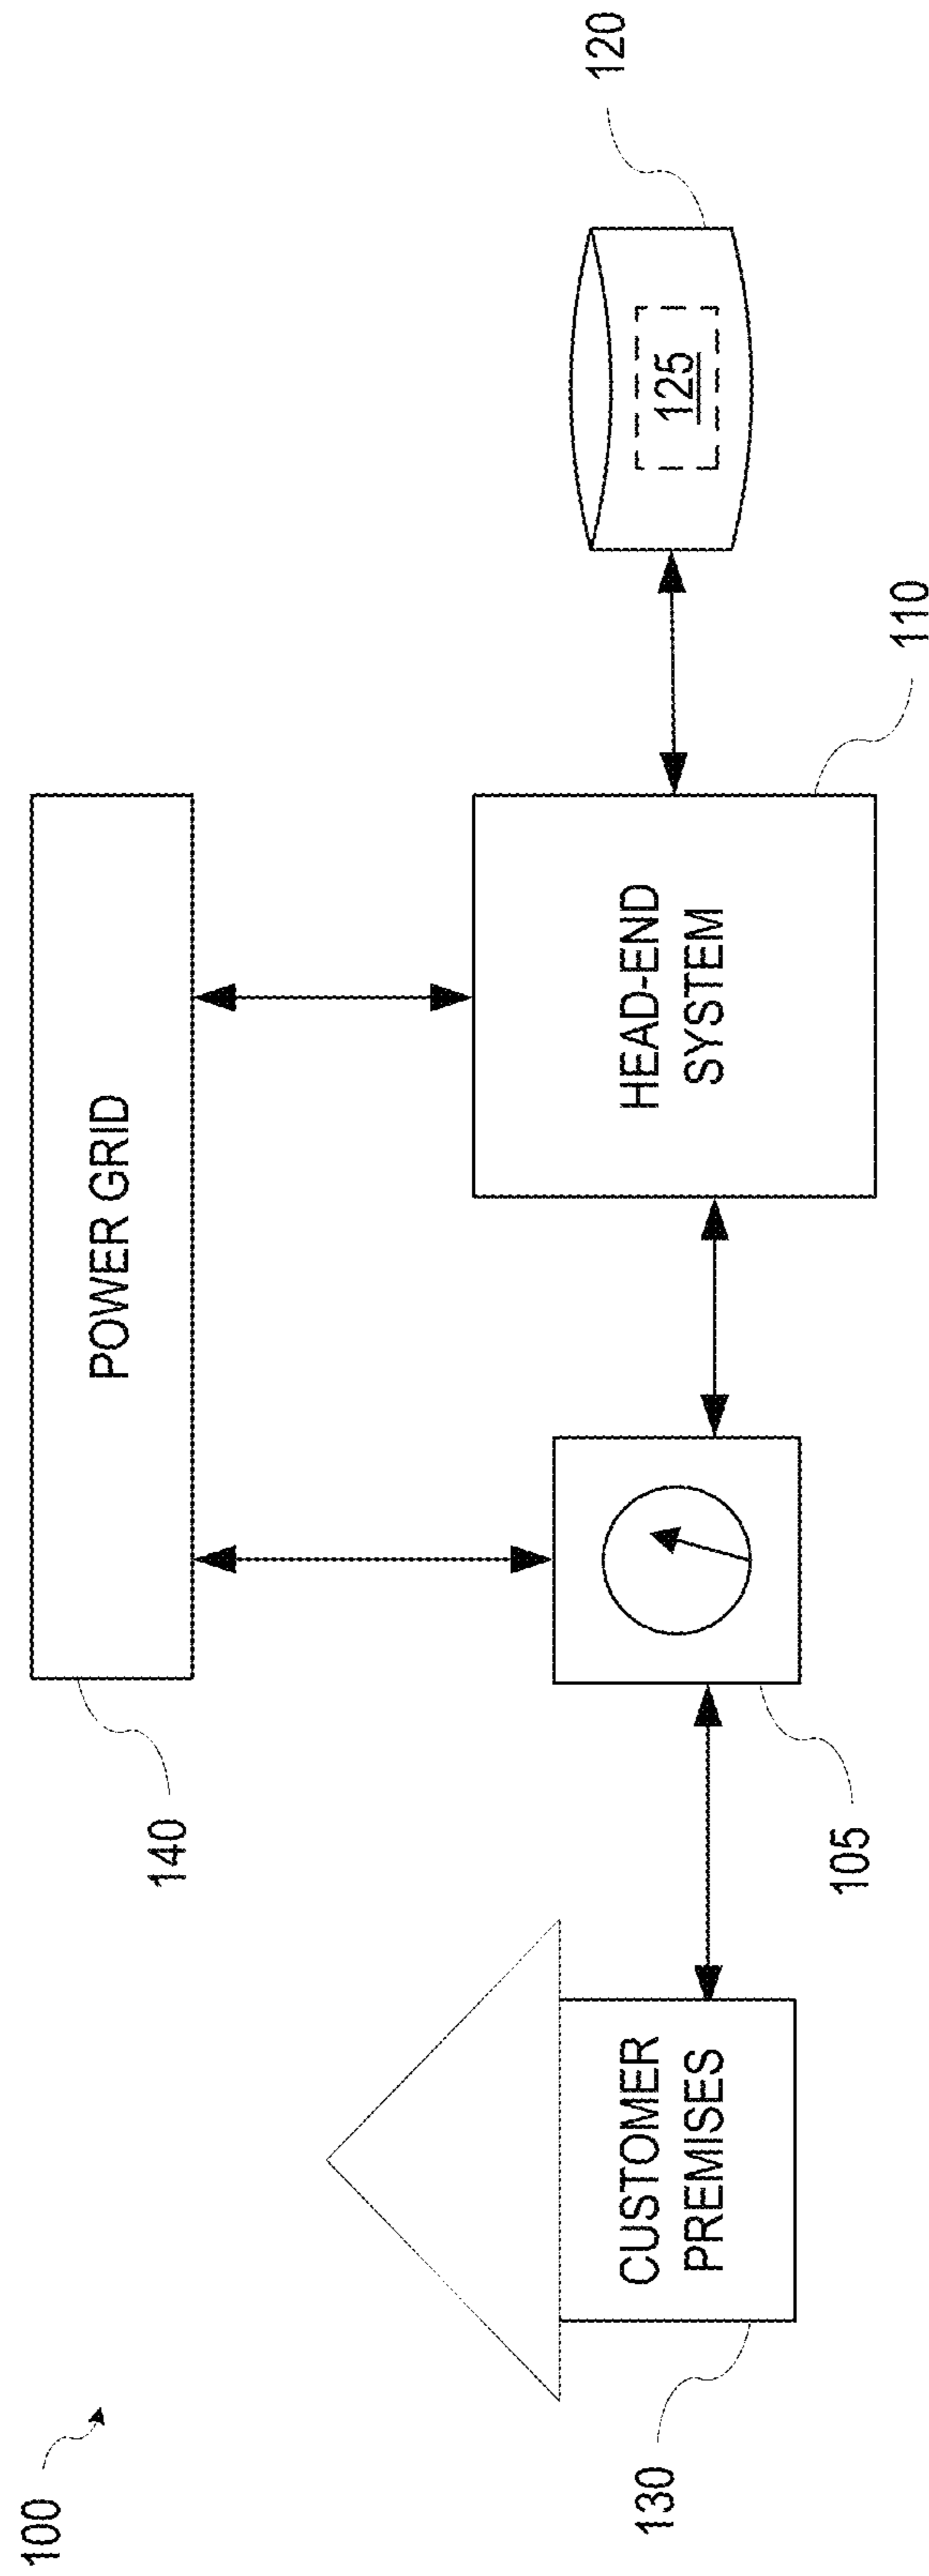 100
POWER GRID
140
CUSTOMER
PREMISES
130
105
HEAD-END
SYSTEM
110
125
120